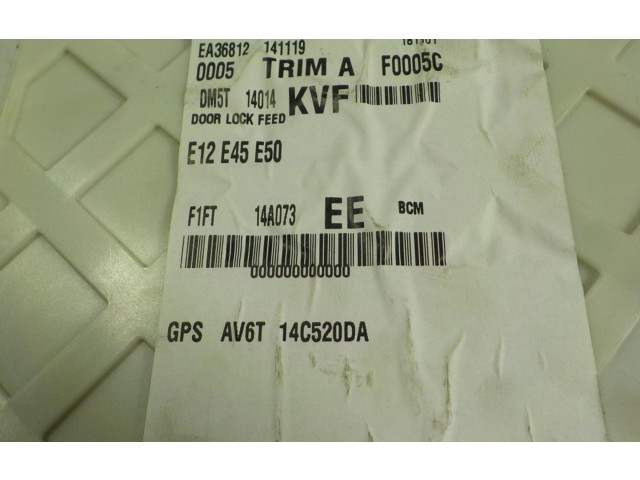 EA36812 141119
0005 TRIM A F0005C
DM5T 14014 KVF
DOOR LOCK FEED
E12 E45 E50
F1FT 14A073 EE BCM
000000000000
GPS AV6T 14C520DA